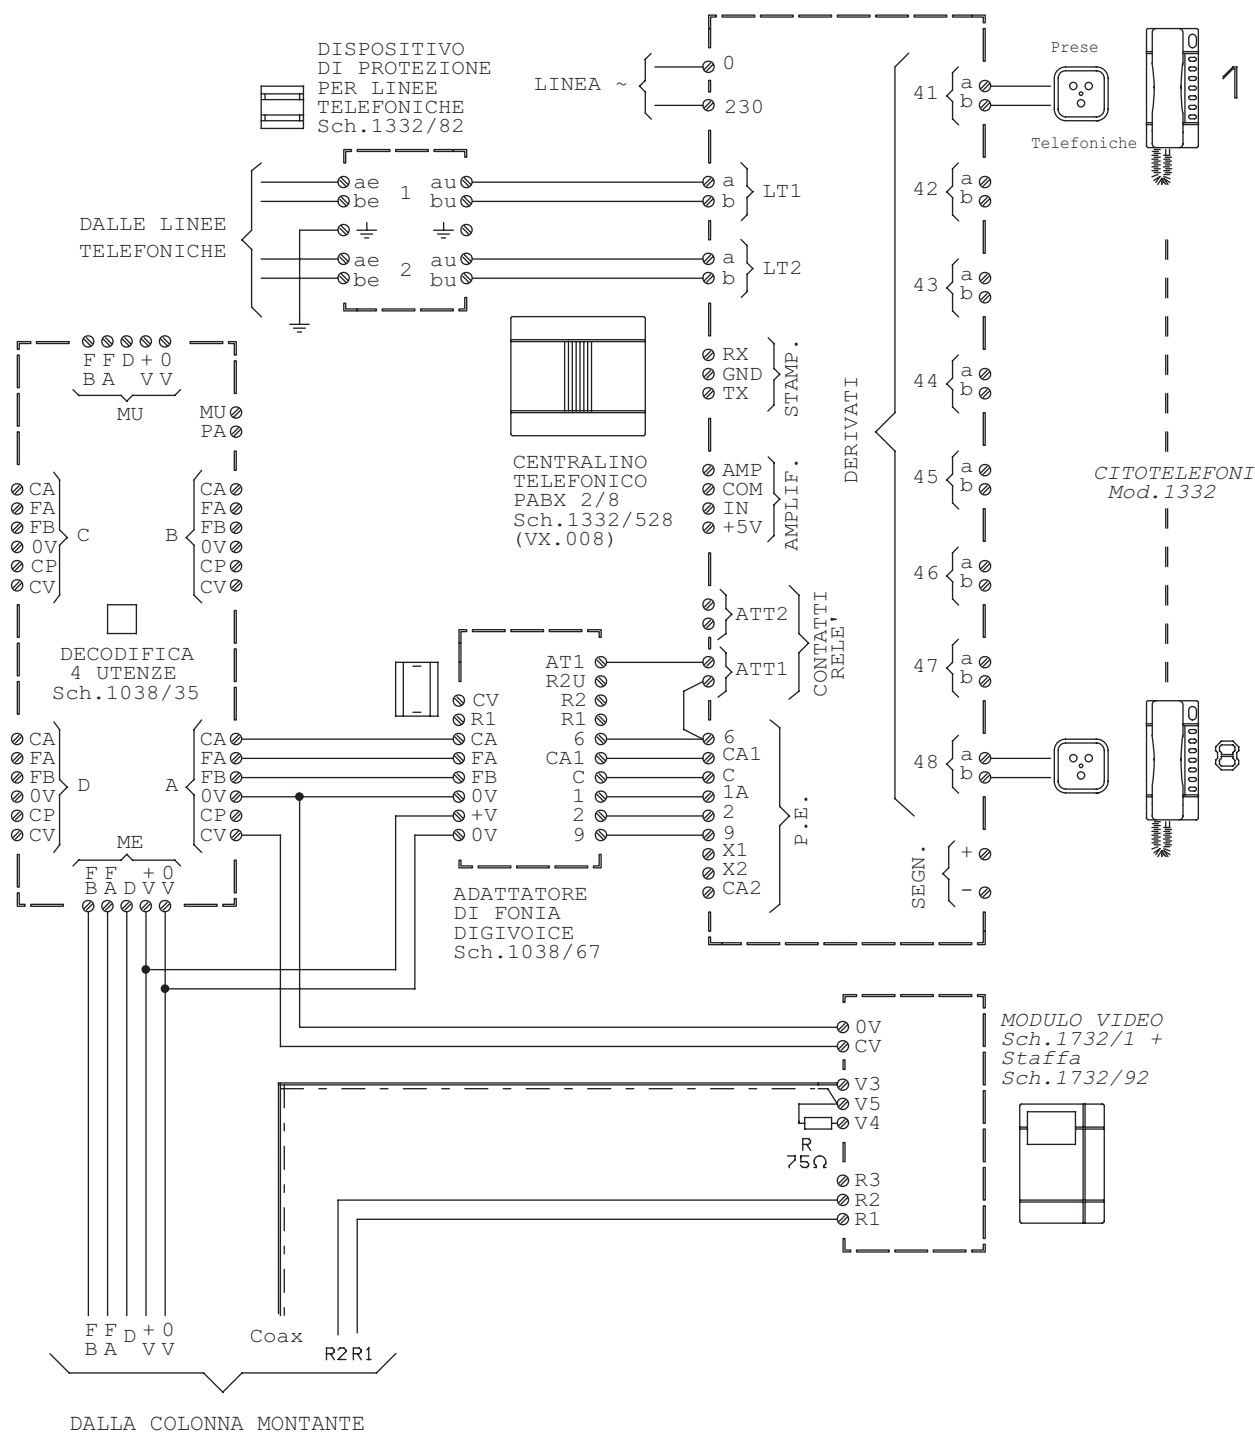 DISPOSITIVO
DI PROTEZIONE
PER LINEE
TELEFONICHE
Sch.1332/82
LINEA ~
0
230
ae 1 au
be bu
ae 2 au
be bu
DALLE LINEE
TELEFONICHE
a
b
LT1
a
b
LT2
RX
GND
TX
STAMP.
AMP
COM
IN
+5V
AMPLIF.
ATT2
ATT1
CONTATTI
RELE'
6
CA1
C
1A
2
9
X1
X2
CA2
P.E.
DERIVATI
41 a
b
42 a
b
43 a
b
44 a
b
45 a
b
46 a
b
47 a
b
48 a
b
SEGN.
+
-
Prese
Telefoniche
1
CITOTELEFONI
Mod.1332
8
CENTRALINO
TELEFONICO
PABX 2/8
Sch.1332/528
(VX.008)
F F D + 0
B A V V
MU
MU
PA
CA
FA
FB
0V
CP
CV
C
CA
FA
FB
0V
CP
CV
B
DECODIFICA
4 UTENZE
Sch.1038/35
CA
FA
FB
0V
CP
CV
D
CA
FA
FB
0V
CP
CV
A
ME
F F + 0
B A D V V
CV
R1
CA
FA
FB
0V
+V
0V
AT1
R2U
R2
R1
6
CA1
C
1
2
9
ADATTATORE
DI FONIA
DIGIVOICE
Sch.1038/67
0V
CV
V3
V5
V4
R
75Ω
R3
R2
R1
MODULO VIDEO
Sch.1732/1 +
Staffa
Sch.1732/92
F F D + 0
B A V V
Coax
R2 R1
DALLA COLONNA MONTANTE